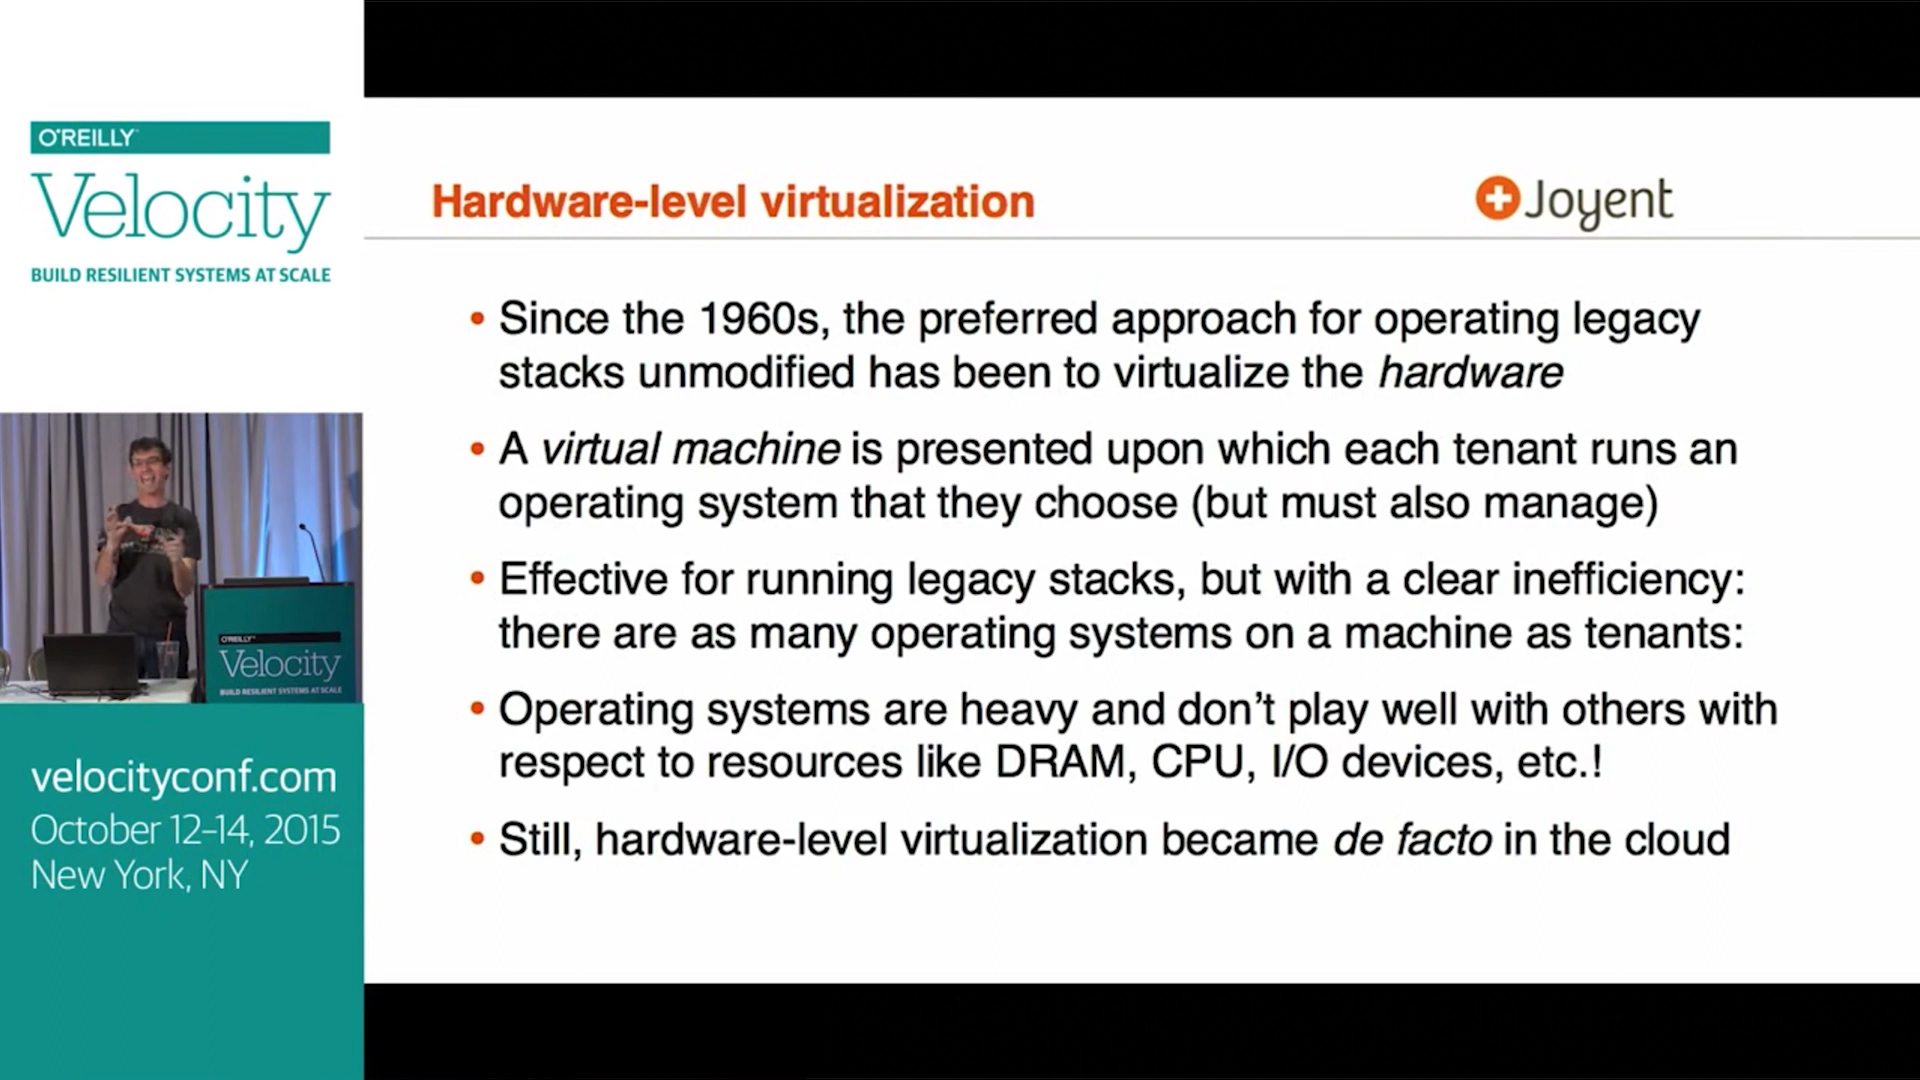 O'REILLY
Velocity
BUILD RESILIENT SYSTEMS AT SCALE
Hardware-level virtualization
Joyent
• Since the 1960s, the preferred approach for operating legacy
stacks unmodified has been to virtualize the hardware
• A virtual machine is presented upon which each tenant runs an
operating system that they choose (but must also manage)
• Effective for running legacy stacks, but with a clear inefficiency:
there are as many operating systems on a machine as tenants:
• Operating systems are heavy and don't play well with others with
respect to resources like DRAM, CPU, I/O devices, etc.!
• Still, hardware-level virtualization became de facto in the cloud
O'REILLY
Velocity
BUILD RESILIENT SYSTEMS AT SCALE
velocityconf.com
October 12–14, 2015
New York, NY